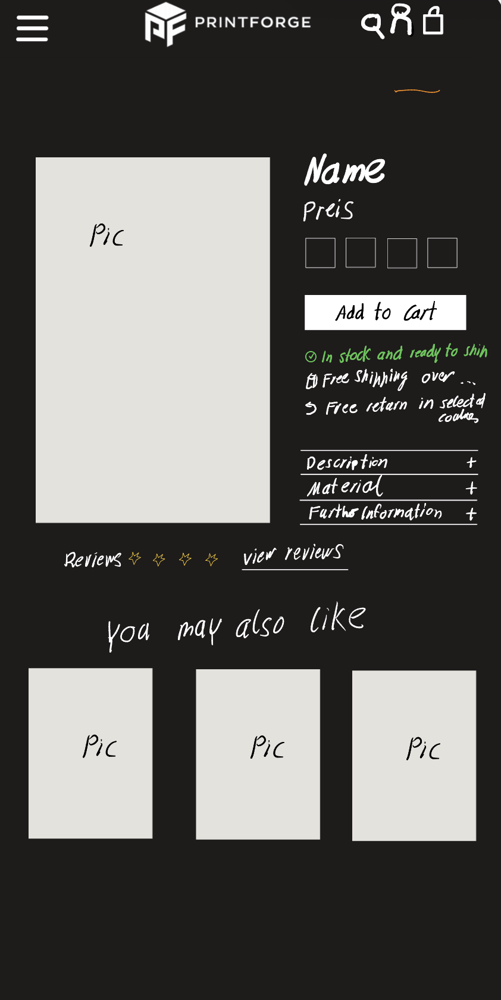 PF PRINTFORGE
Pic
Name
Preis
Add to Cart
In stock and ready to ship
Free Shipping over ...
Free return in selected
Description +
Material +
Further Information +
Reviews view reviews
you may also like
Pic Pic Pic